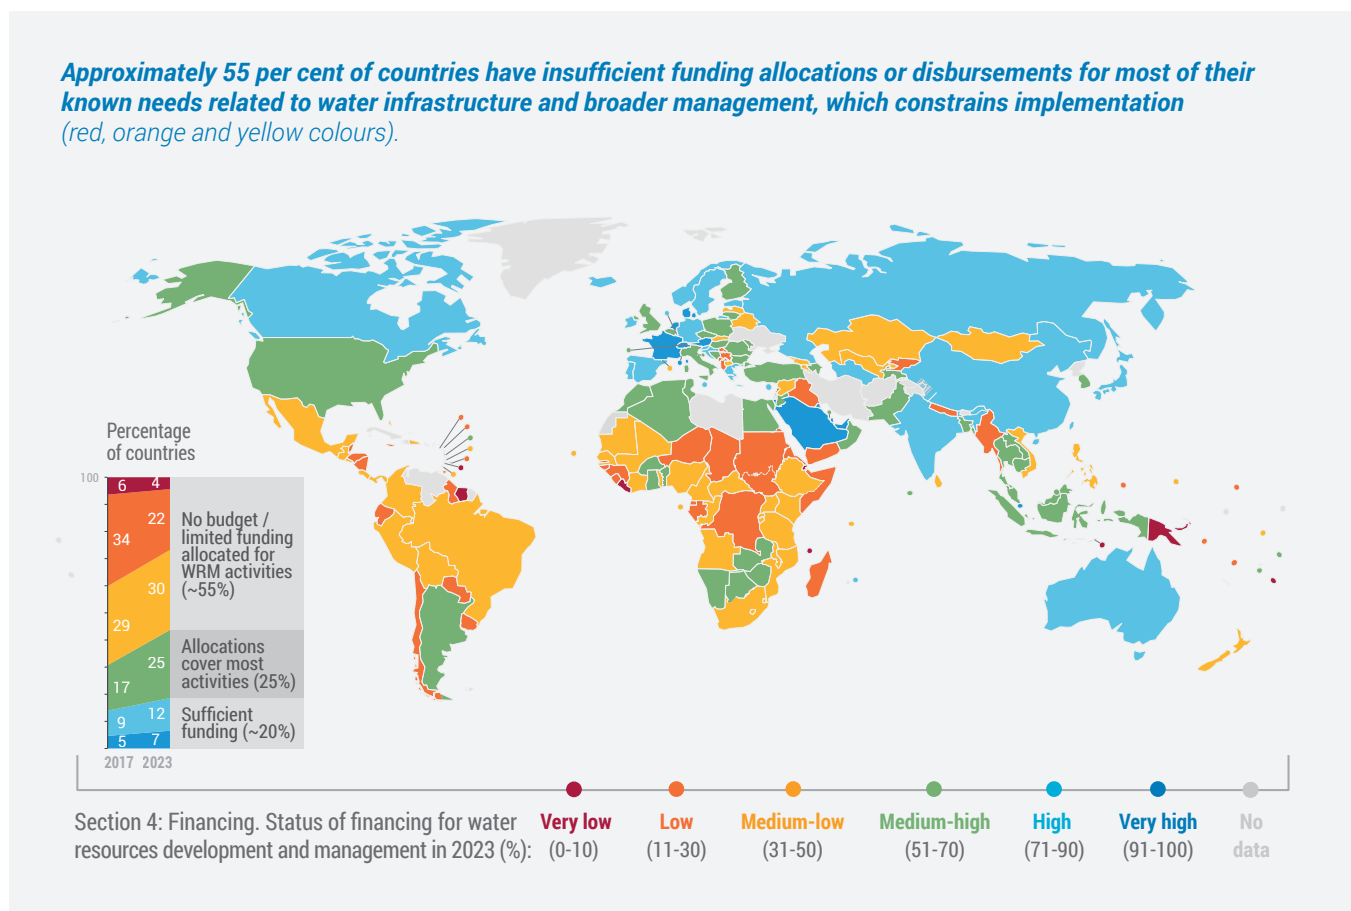 Approximately 55 per cent of countries have insufficient funding allocations or disbursements for most of their
known needs related to water infrastructure and broader management, which constrains implementation
(red, orange and yellow colours).
Percentage
of countries
100
6 4
34 22
29 30
17 25
9 12
5 7
2017 2023
No budget /
limited funding
allocated for
WRM activities
(~55%)
Allocations
cover most
activities (25%)
Sufficient
funding (~20%)
Section 4: Financing. Status of financing for water
resources development and management in 2023 (%):
Very low
(0-10)
Low
(11-30)
Medium-low
(31-50)
Medium-high
(51-70)
High
(71-90)
Very high
(91-100)
No
data